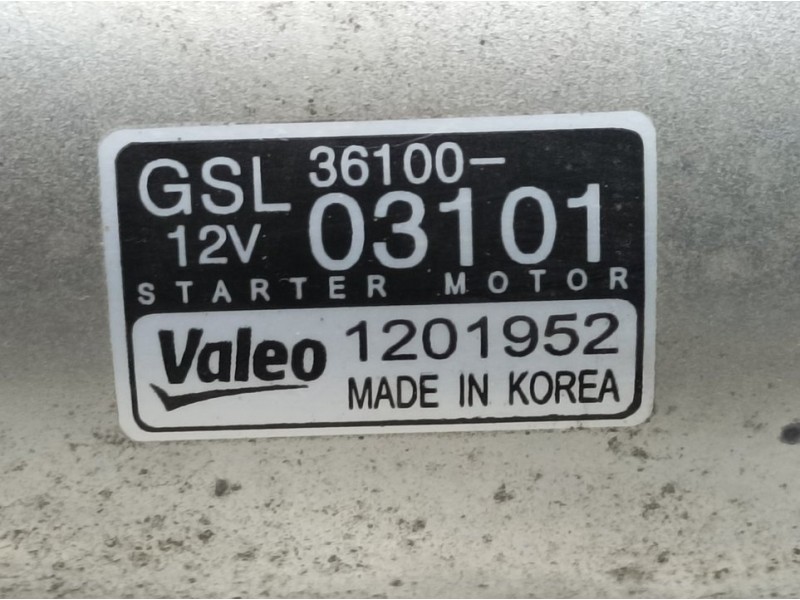 GSL 36100-
12V 03101
STARTER MOTOR
Valeo 1201952
MADE IN KOREA